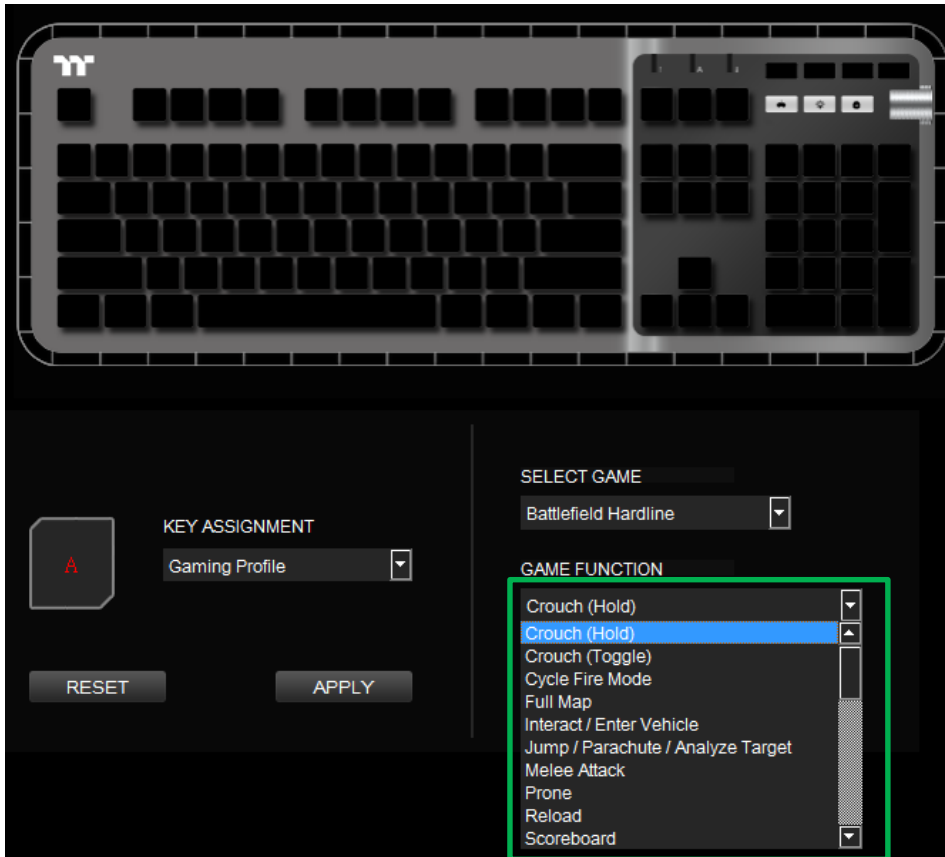 SELECT GAME
Battlefield Hardline
KEY ASSIGNMENT
A
Gaming Profile
GAME FUNCTION
Crouch (Hold)
Crouch (Hold)
Crouch (Toggle)
Cycle Fire Mode
Full Map
Interact / Enter Vehicle
Jump / Parachute / Analyze Target
Melee Attack
Prone
Reload
Scoreboard
RESET
APPLY